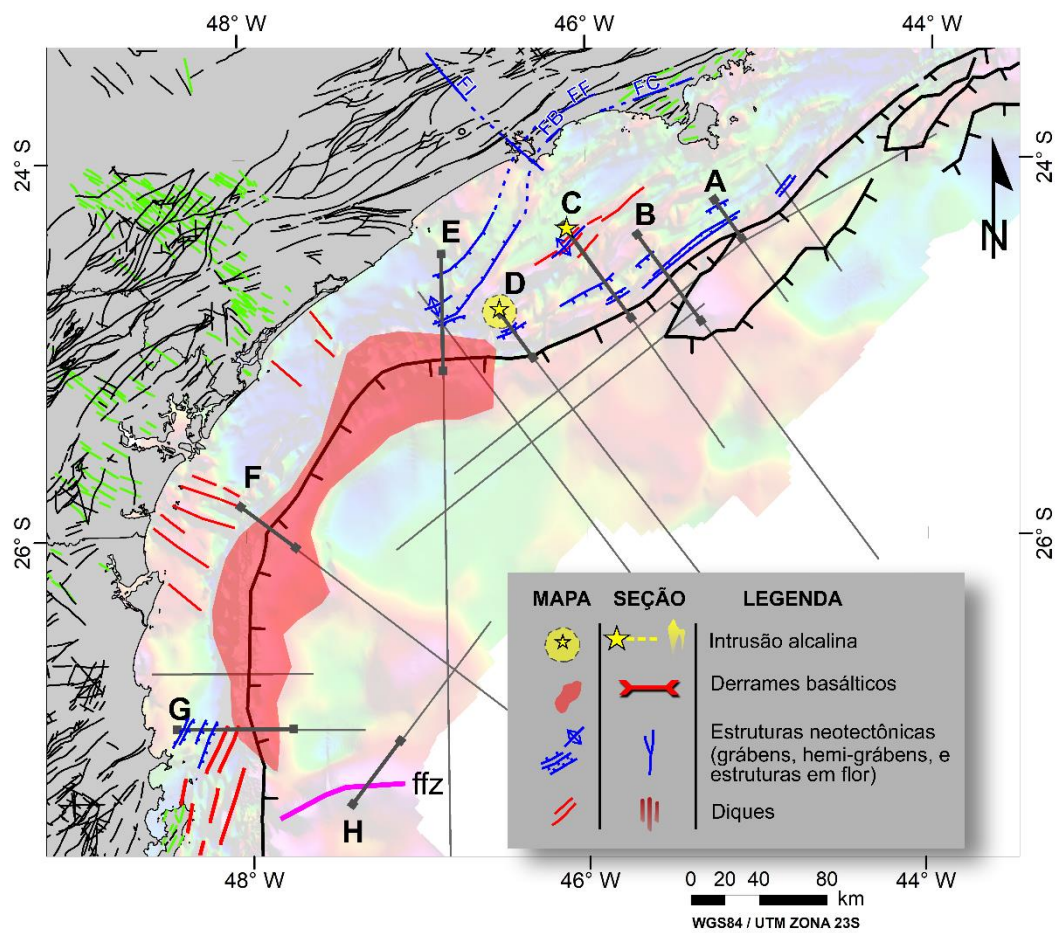 48° W
46° W
44° W
24° S
24° S
FI
FF
FC
FB
A
C
B
E
D
N
F
26° S
26° S
MAPA
SEÇÃO
LEGENDA
Intrusão alcalina
Derrames basálticos
Estruturas neotectônicas
(grábens, hemi-grábens, e
estruturas em flor)
Diques
G
ffz
H
48° W
46° W
44° W
0 20 40 80
km
WGS84 / UTM ZONA 23S